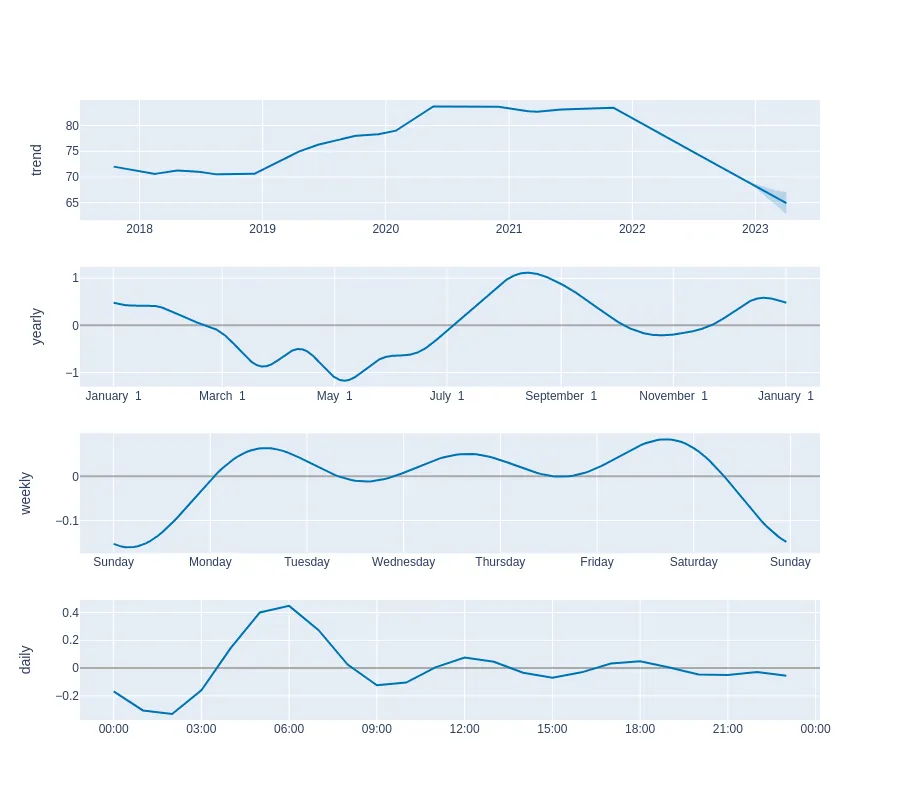 trend
80
75
70
65
2018 2019 2020 2021 2022 2023
yearly
1
0
−1
January 1 March 1 May 1 July 1 September 1 November 1 January 1
weekly
0
−0.1
Sunday Monday Tuesday Wednesday Thursday Friday Saturday Sunday
daily
0.4
0.2
0
−0.2
00:00 03:00 06:00 09:00 12:00 15:00 18:00 21:00 00:00